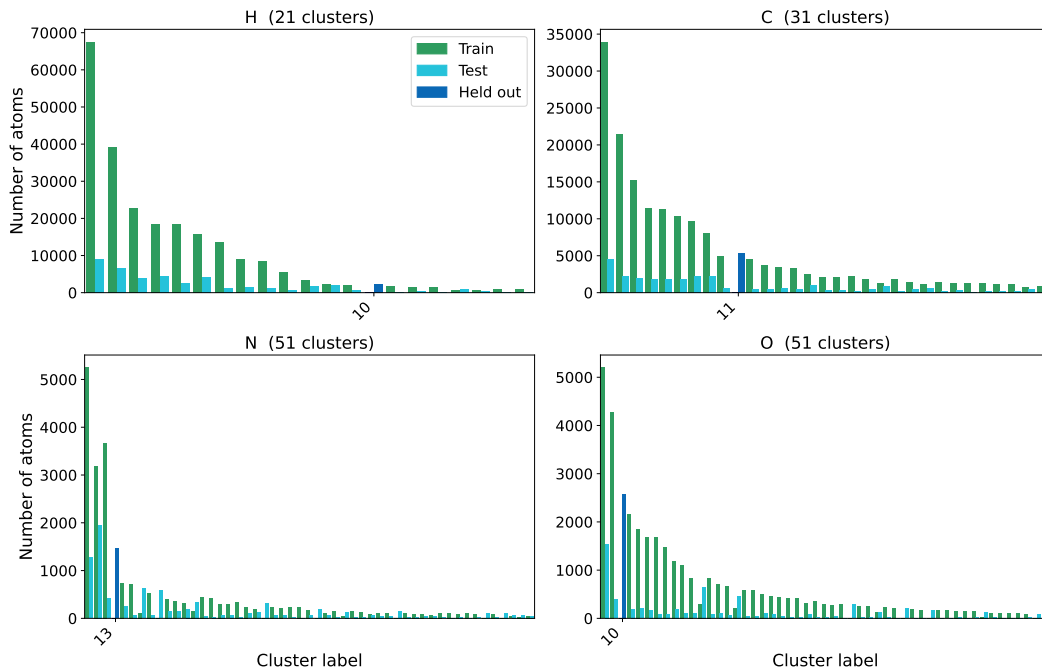 H (21 clusters)
C (31 clusters)
Number of atoms
70000
60000
50000
40000
30000
20000
10000
0
Train
Test
Held out
10
35000
30000
25000
20000
15000
10000
5000
0
11
N (51 clusters)
O (51 clusters)
Number of atoms
5000
4000
3000
2000
1000
0
13
Cluster label
5000
4000
3000
2000
1000
0
10
Cluster label